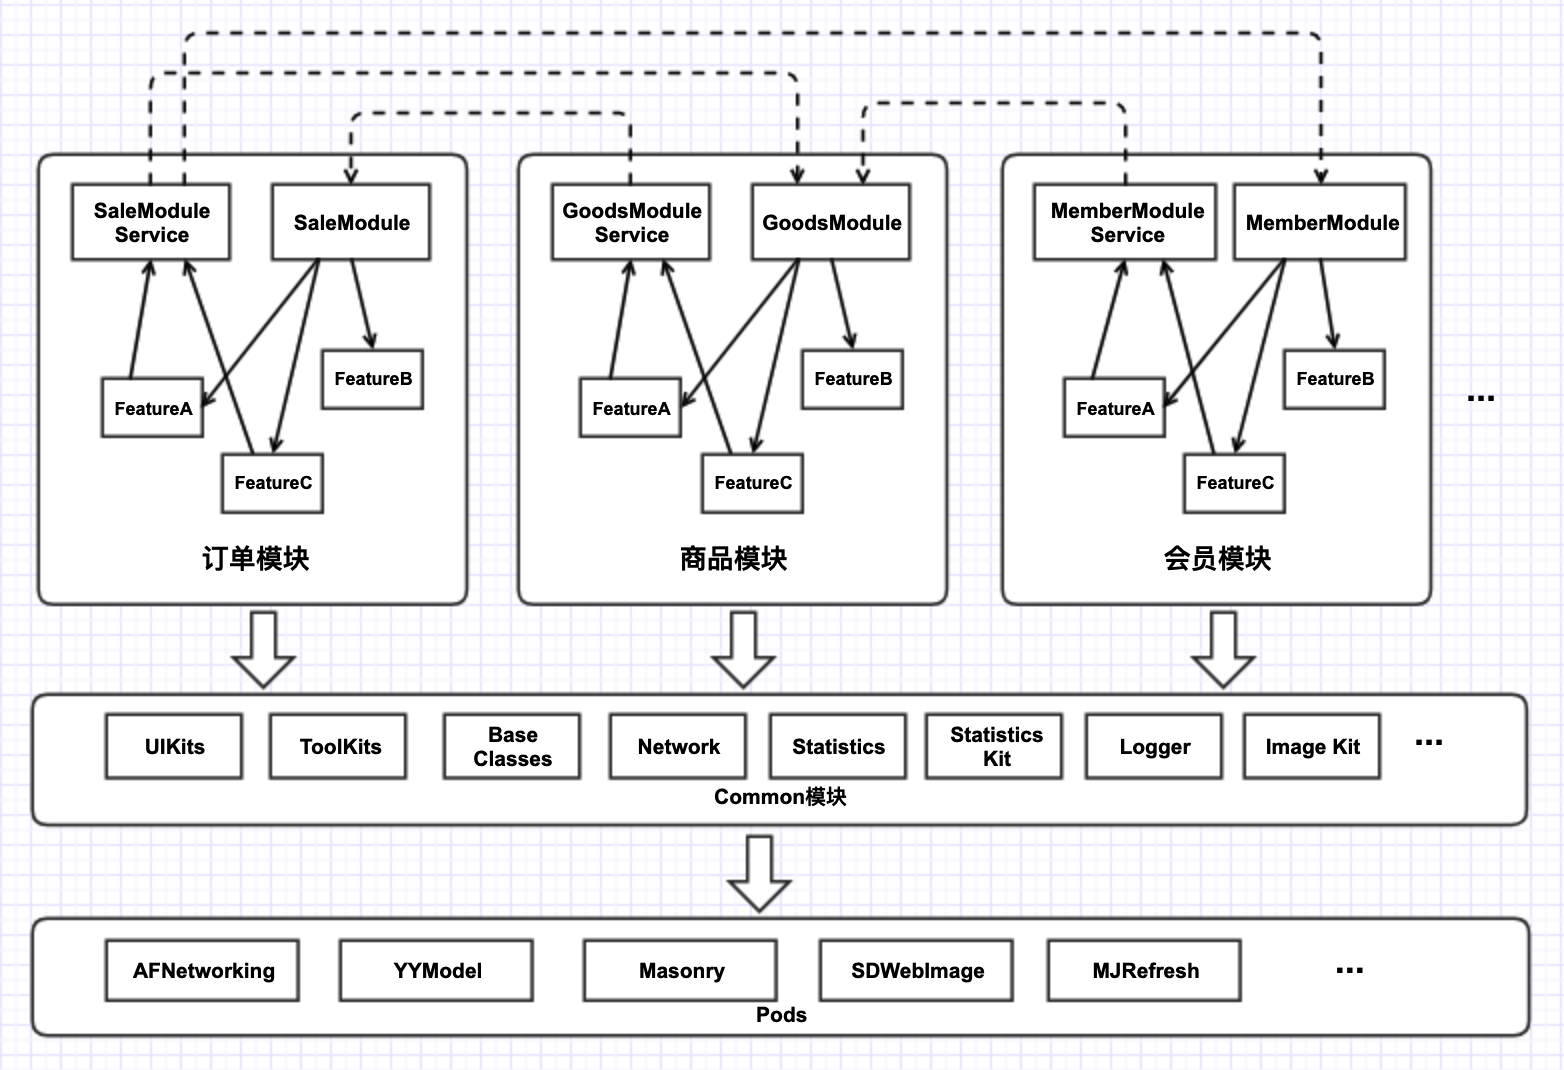 SaleModule
Service
SaleModule
FeatureA
FeatureB
FeatureC
订单模块
GoodsModule
Service
GoodsModule
FeatureA
FeatureB
FeatureC
商品模块
MemberModule
Service
MemberModule
FeatureA
FeatureB
FeatureC
会员模块
...
UIKits
ToolKits
Base
Classes
Network
Statistics
Statistics
Kit
Logger
Image Kit
...
Common模块
AFNetworking
YYModel
Masonry
SDWebImage
MJRefresh
...
Pods